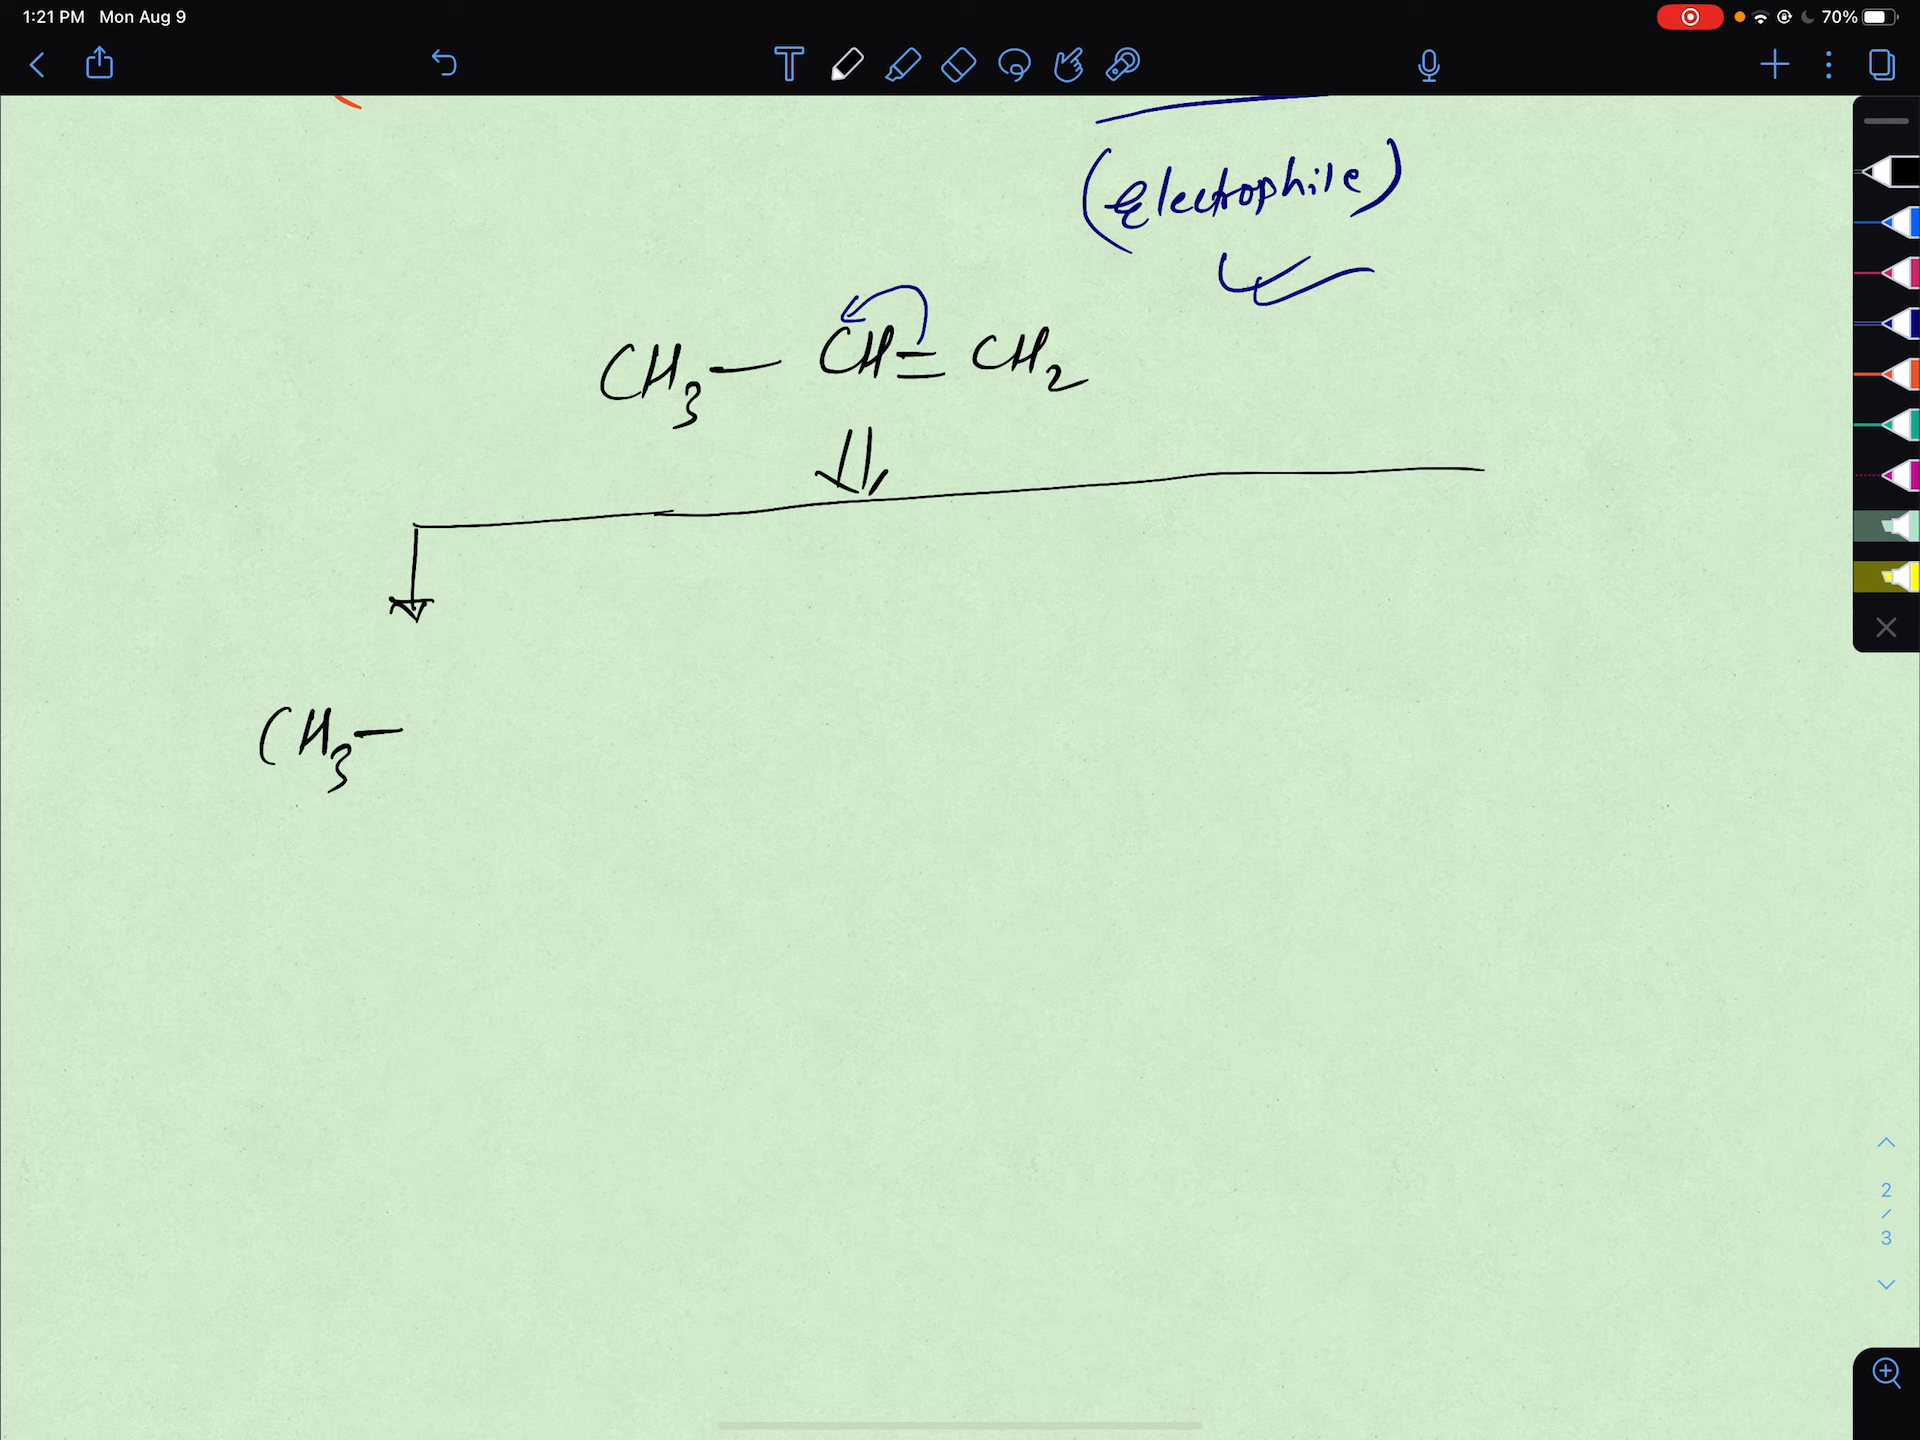 1:21 PM Mon Aug 9
70%
T
(Electrophile)
CH3— CH= CH2
CH3—
2
/
3